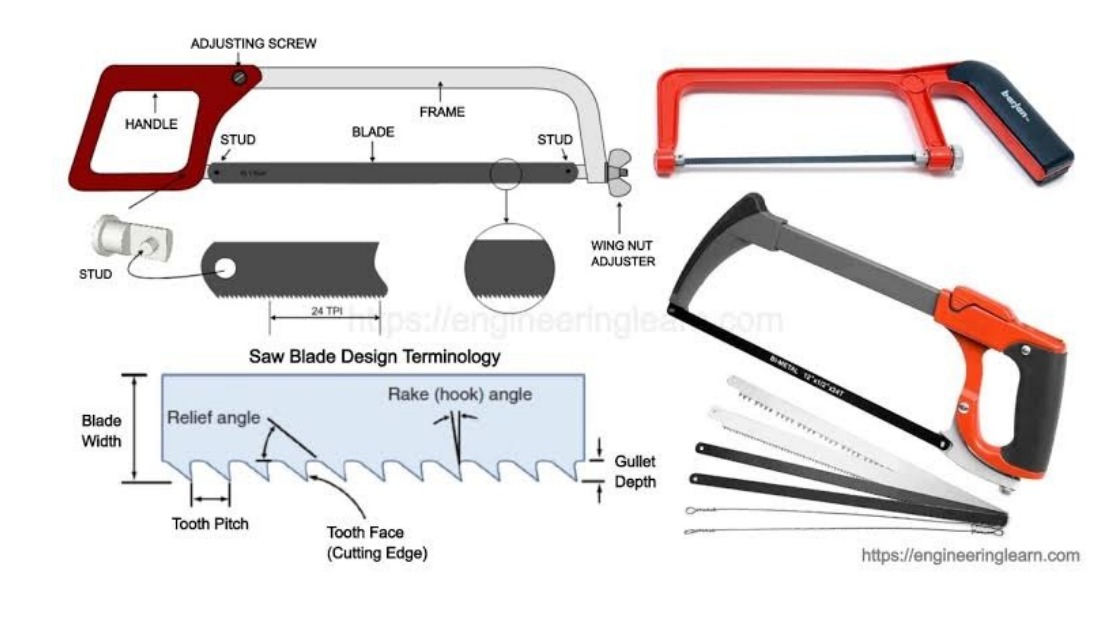 ADJUSTING SCREW
HANDLE
FRAME
STUD
BLADE
STUD
WING NUT
ADJUSTER
STUD
24 TPI
https://engineeringlearn.com
Saw Blade Design Terminology
Rake (hook) angle
Relief angle
Blade
Width
Gullet
Depth
Tooth Pitch
Tooth Face
(Cutting Edge)
BI-METAL 12"x1/2"x24T
https://engineeringlearn.com